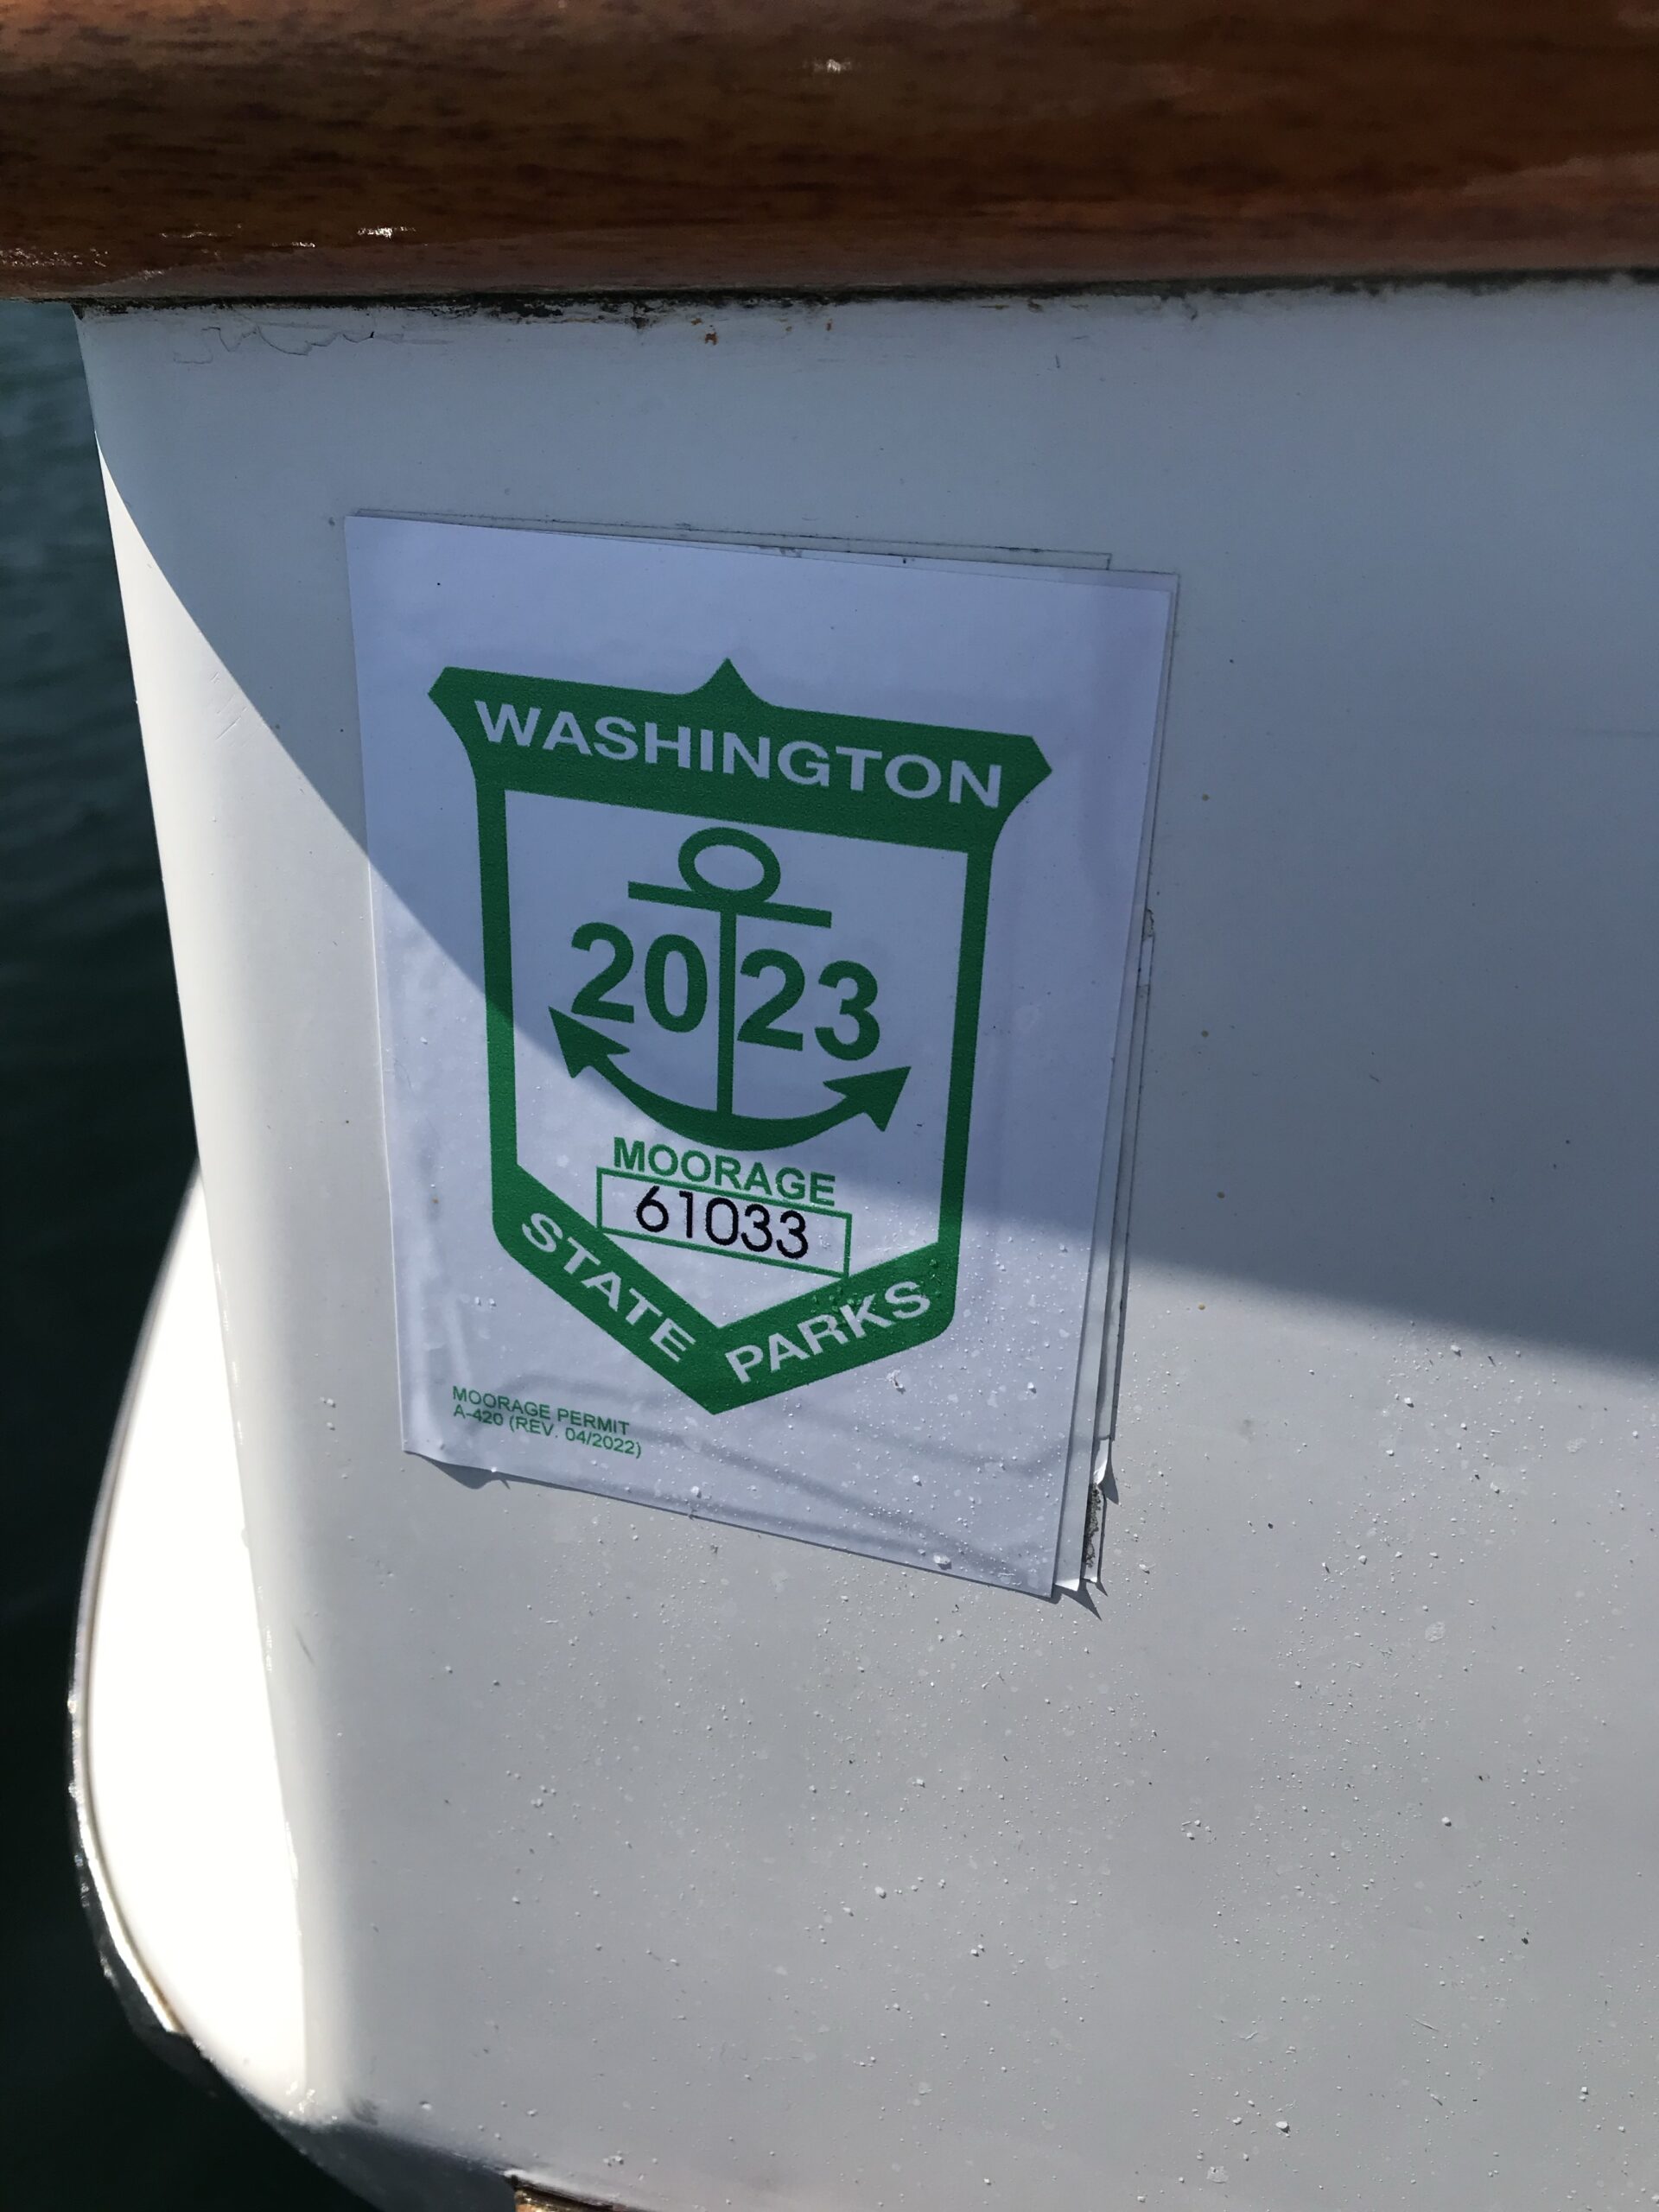 WASHINGTON
2023
MOORAGE
61033
STATE PARKS
MOORAGE PERMIT
A-420 (REV. 04/2022)